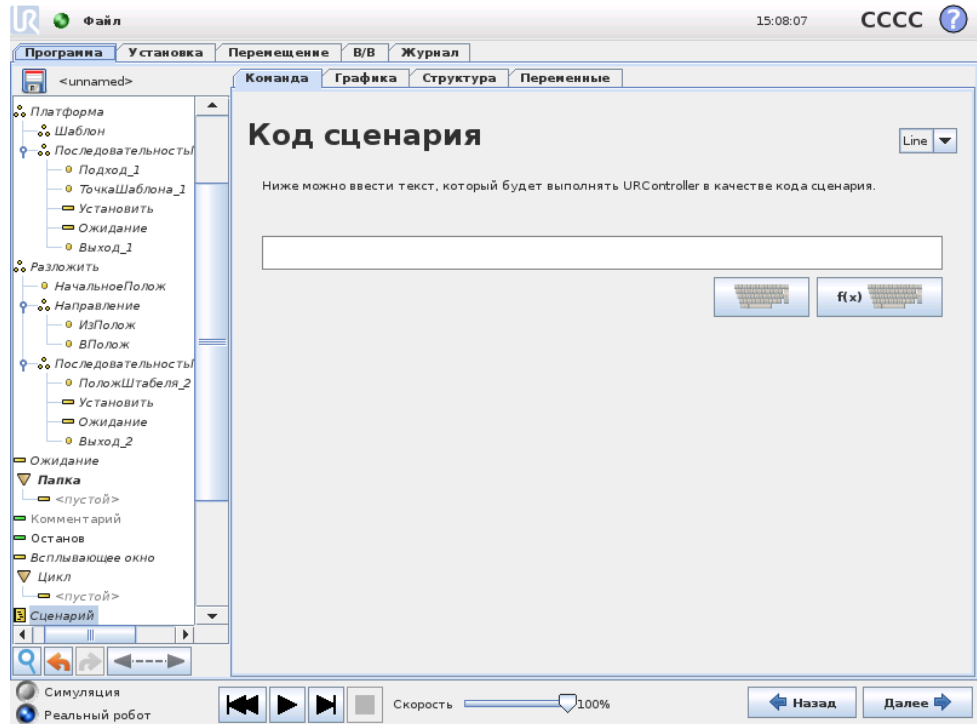 UR Файл 15:08:07 CCCC ?
Программа Установка Перемещение В/В Журнал
<unnamed>
Команда Графика Структура Переменные
Платформа
Шаблон
Последовательность
Подход_1
ТочкаШаблона_1
Установить
Ожидание
Выход_1
Разложить
НачальноеПолож
Направление
ИзПолож
ВПолож
Последовательность
ПоложШтабеля_2
Установить
Ожидание
Выход_2
Ожидание
Папка
<пустой>
Комментарий
Останов
Всплывающее окно
Цикл
<пустой>
Сценарий
Код сценария
Line
Ниже можно ввести текст, который будет выполнять URController в качестве кода сценария.
f(x)
Симуляция
Реальный робот
Скорость 100%
Назад Далее